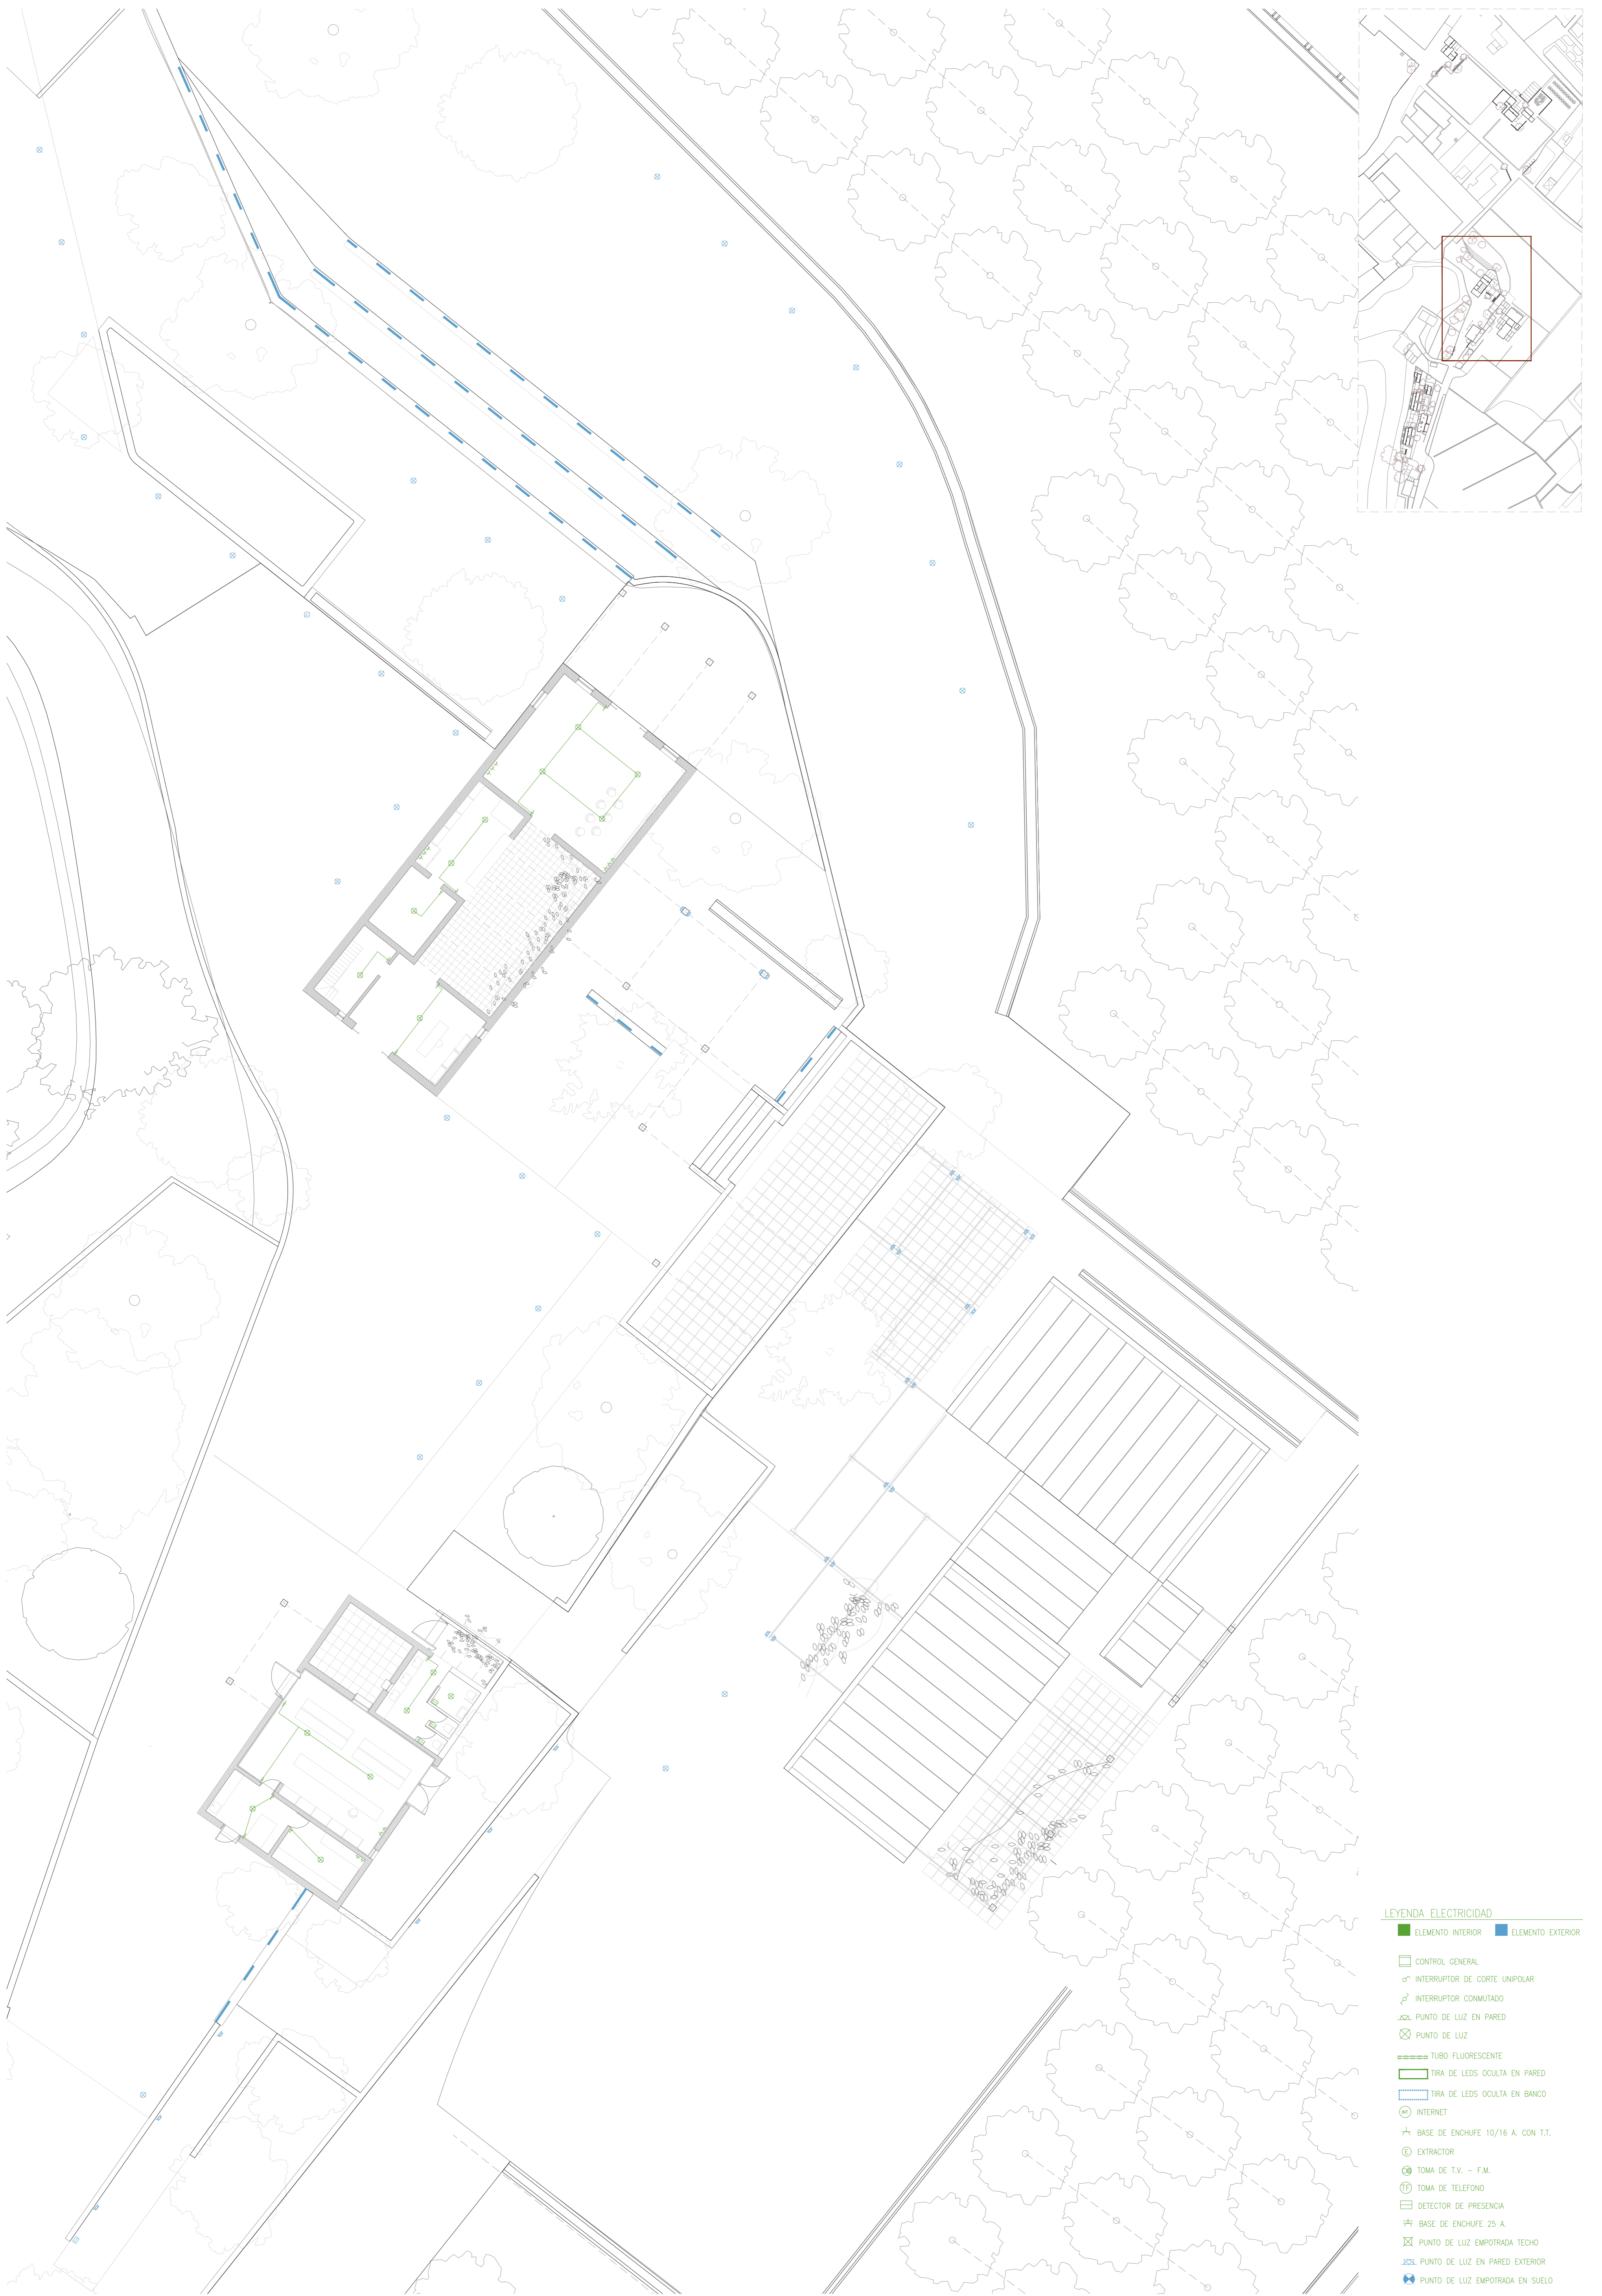 LEYENDA ELECTRICIDAD
ELEMENTO INTERIOR ELEMENTO EXTERIOR
CONTROL GENERAL
INTERRUPTOR DE CORTE UNIPOLAR
INTERRUPTOR CONMUTADO
PUNTO DE LUZ EN PARED
PUNTO DE LUZ
TUBO FLUORESCENTE
TIRA DE LEDS OCULTA EN PARED
TIRA DE LEDS OCULTA EN BANCO
INT INTERNET
BASE DE ENCHUFE 10/16 A. CON T.T.
E EXTRACTOR
TOMA DE T.V. - F.M.
TF TOMA DE TELEFONO
DETECTOR DE PRESENCIA
BASE DE ENCHUFE 25 A.
PUNTO DE LUZ EMPOTRADA TECHO
PUNTO DE LUZ EN PARED EXTERIOR
PUNTO DE LUZ EMPOTRADA EN SUELO